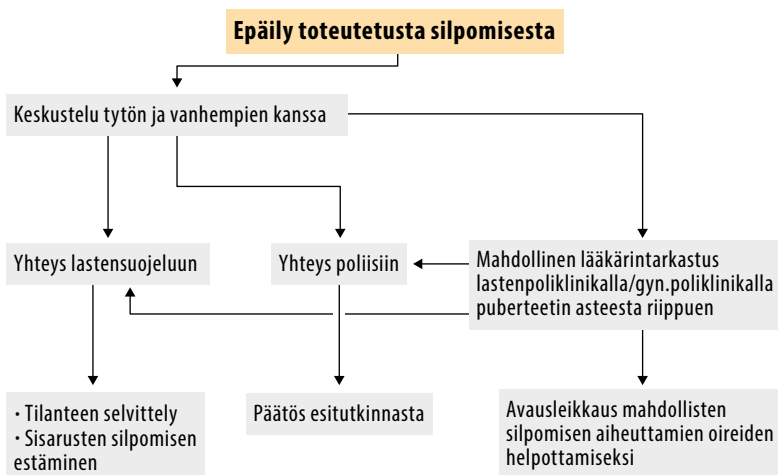 Epäily toteutetusta silpomisesta
Keskustelu tytön ja vanhempien kanssa
Yhteys lastensuojeluun
Yhteys poliisiin
Mahdollinen lääkärintarkastus
lastenpoliklinikalla/gyn.poliklinikalla
puberteetin asteesta riippuen
· Tilanteen selvittely
· Sisarusten silpomisen
estäminen
Päätös esitutkinnasta
Avausleikkaus mahdollisten
silpomisen aiheuttamien oireiden
helpottamiseksi